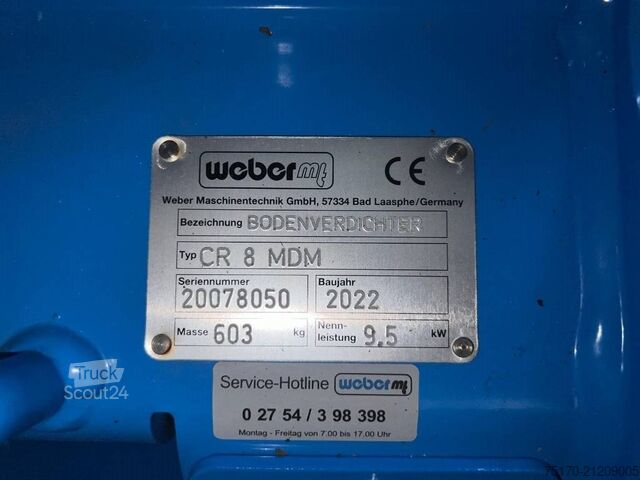 weber mt
CE
Weber Maschinentechnik GmbH, 57334 Bad Laasphe/Germany
Bezeichnung BODENVERDICHTER
Typ CR 8 MDM
Seriennummer 20078050 Baujahr 2022
Masse 603 kg Nenn-leistung 9,5 kW
Service-Hotline weber mt
0 27 54 / 3 98 398
Montag - Freitag von 7.00 bis 17.00 Uhr
Truck
Scout24
75170-21209005